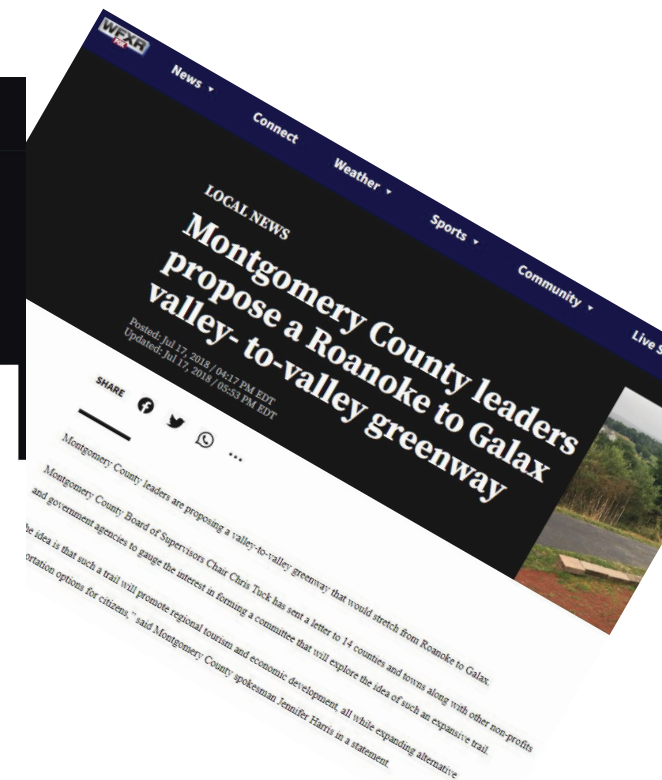 WFXR
FOX
News
Connect
Weather
Sports
Community
Live
LOCAL NEWS
Montgomery County leaders
propose a Roanoke to Galax
valley- to-valley greenway
Posted: Jul 17, 2018 / 04:17 PM EDT
Updated: Jul 17, 2018 / 05:53 PM EDT
SHARE
Montgomery County leaders are proposing a valley-to-valley greenway that would stretch from Roanoke to Galax.
Montgomery County Board of Supervisors Chair Chris Tuck has sent a letter to 14 counties and towns along with other non-profits
and government agencies to gauge the interest in forming a committee that will explore the idea of such an expansive trail.
idea is that such a trail will promote regional tourism and economic development, all while expanding alternative
options for citizens," said Montgomery County spokesman Jennifer Harris in a statement.